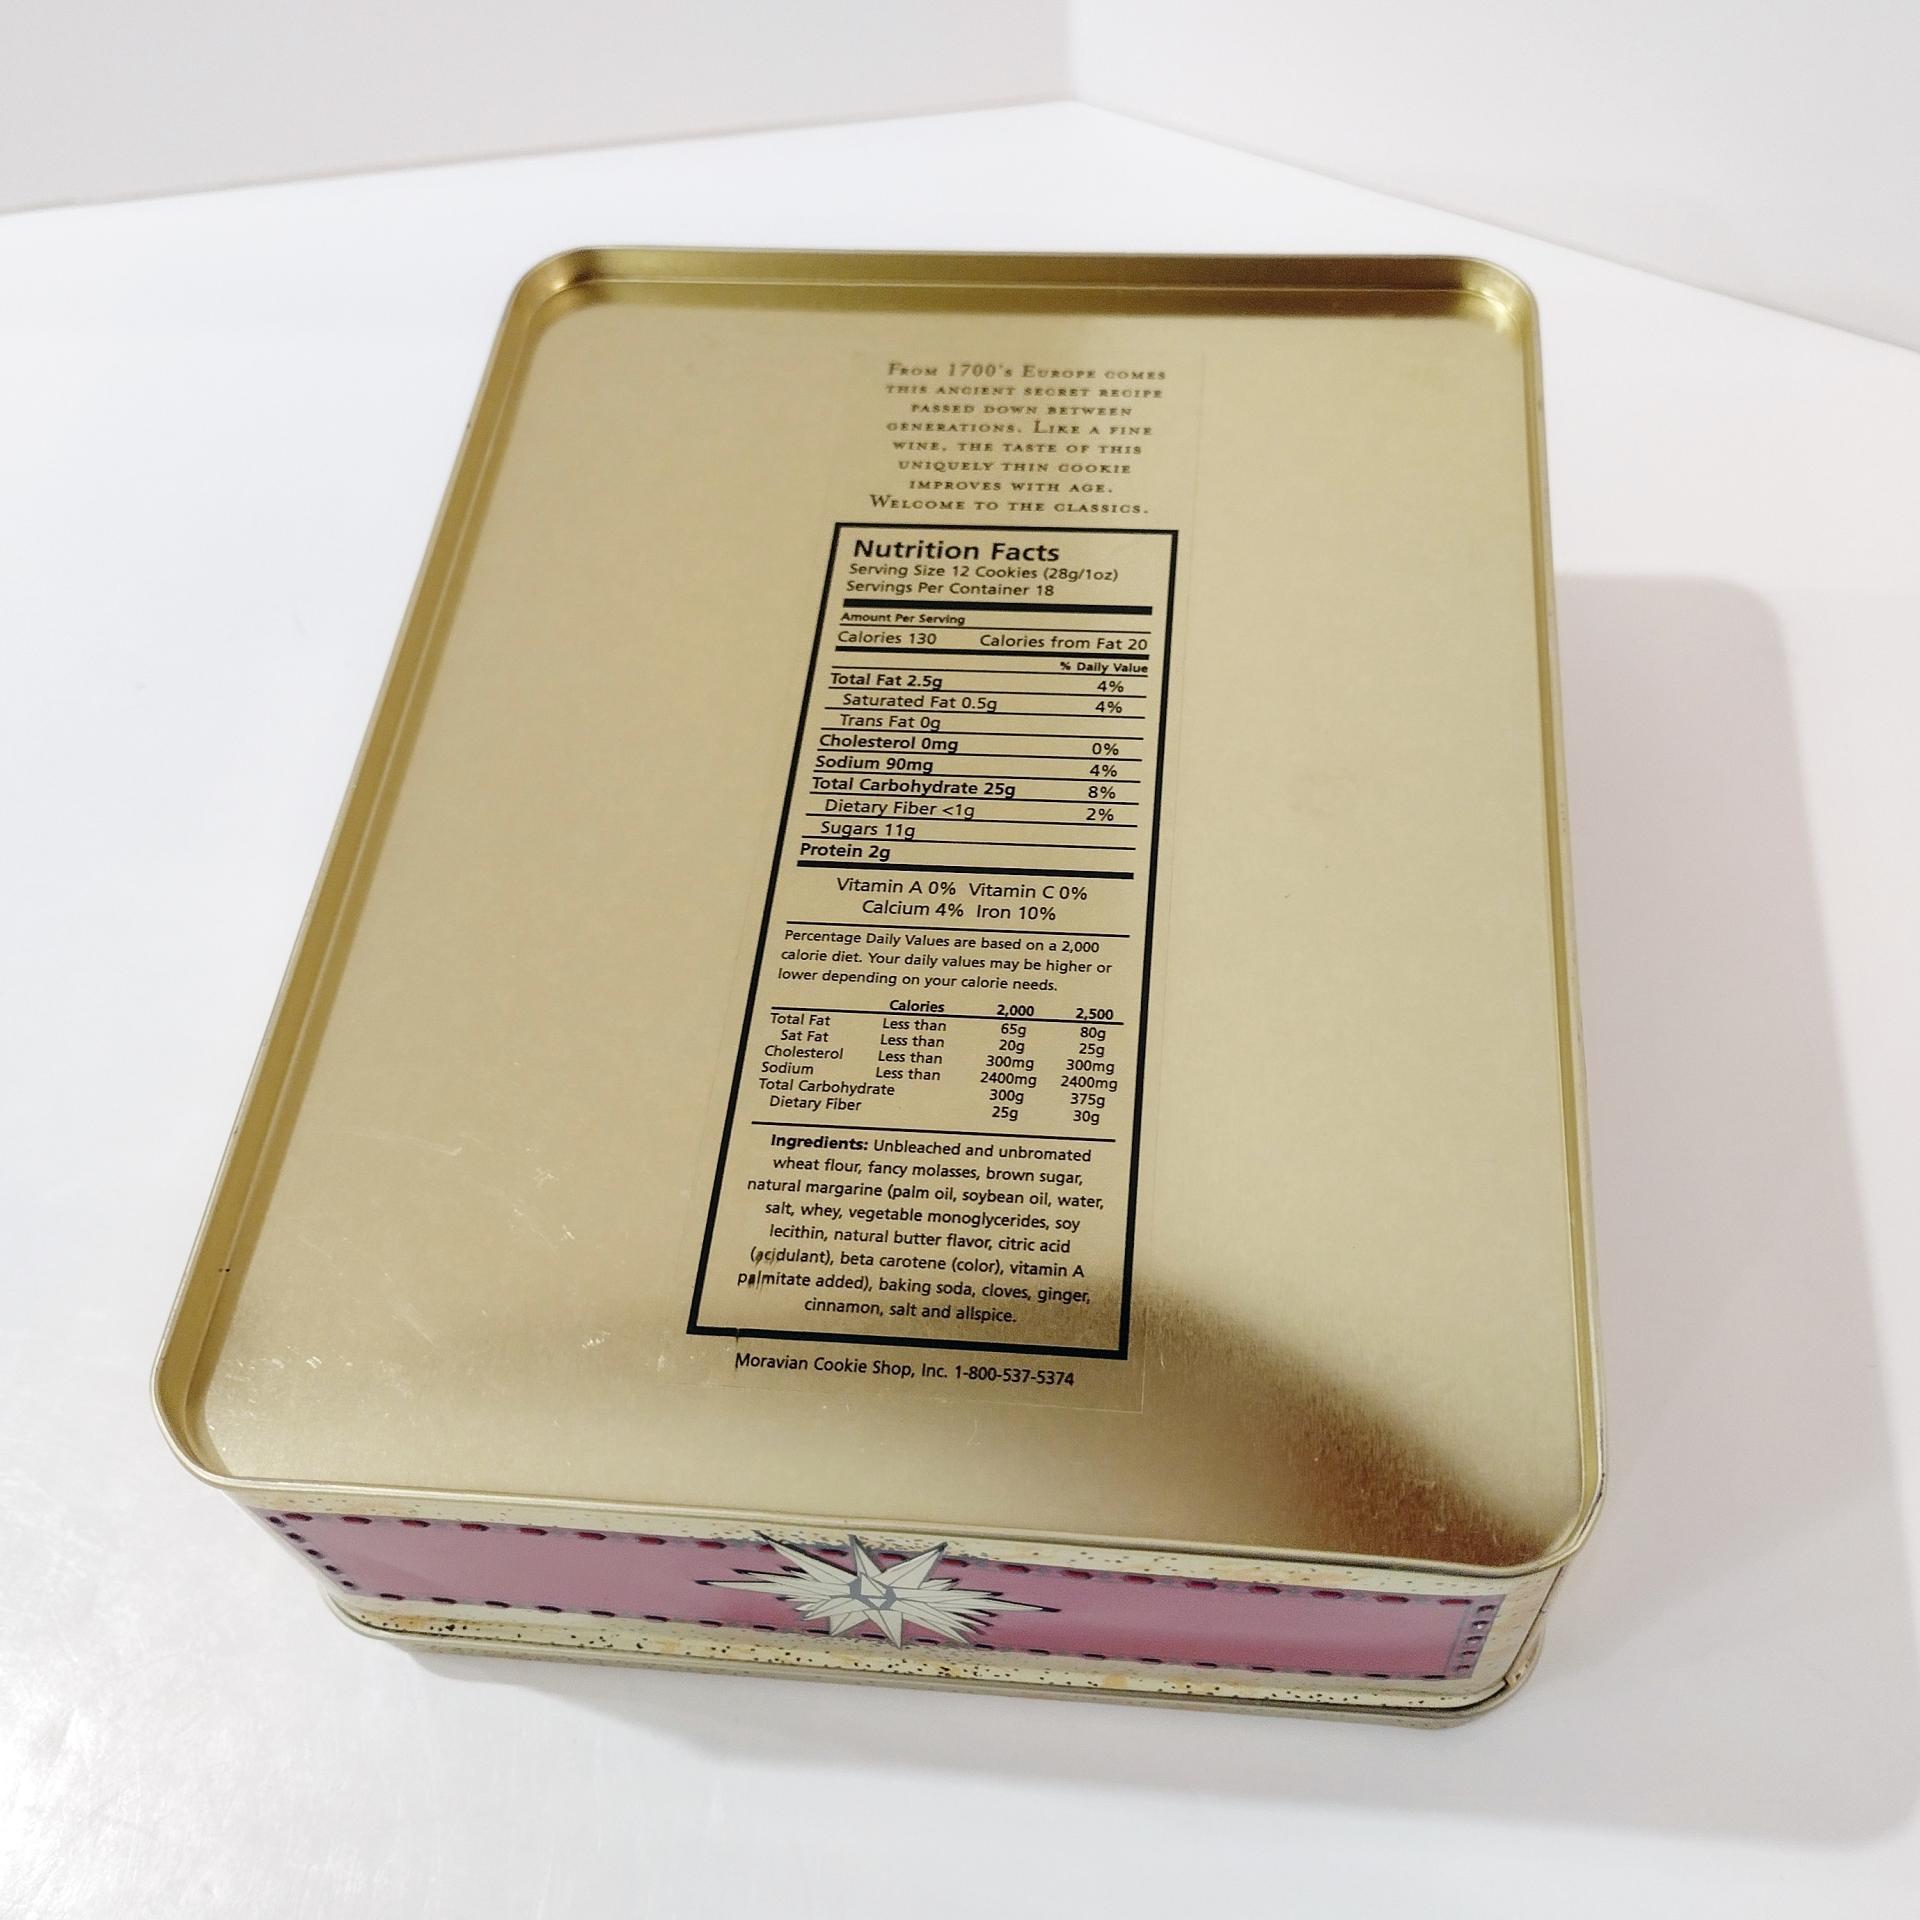 FROM 1700'S EUROPE COMES
THIS ANCIENT SECRET RECIPE
PASSED DOWN BETWEEN
GENERATIONS. LIKE A FINE
WINE, THE TASTE OF THIS
UNIQUELY THIN COOKIE
IMPROVES WITH AGE.
WELCOME TO THE CLASSICS.
Nutrition Facts
Serving Size 12 Cookies (28g/1oz)
Servings Per Container 18
Amount Per Serving
Calories 130 Calories from Fat 20
% Daily Value
Total Fat 2.5g 4%
Saturated Fat 0.5g 4%
Trans Fat 0g
Cholesterol 0mg 0%
Sodium 90mg 4%
Total Carbohydrate 25g 8%
Dietary Fiber <1g 2%
Sugars 11g
Protein 2g
Vitamin A 0% Vitamin C 0%
Calcium 4% Iron 10%
Percentage Daily Values are based on a 2,000
calorie diet. Your daily values may be higher or
lower depending on your calorie needs.
Calories 2,000 2,500
Total Fat Less than 65g 80g
Sat Fat Less than 20g 25g
Cholesterol Less than 300mg 300mg
Sodium Less than 2400mg 2400mg
Total Carbohydrate 300g 375g
Dietary Fiber 25g 30g
Ingredients: Unbleached and unbromated
wheat flour, fancy molasses, brown sugar,
natural margarine (palm oil, soybean oil, water,
salt, whey, vegetable monoglycerides, soy
lecithin, natural butter flavor, citric acid
(acidulant), beta carotene (color), vitamin A
palmitate added), baking soda, cloves, ginger,
cinnamon, salt and allspice.
Moravian Cookie Shop, Inc. 1-800-537-5374